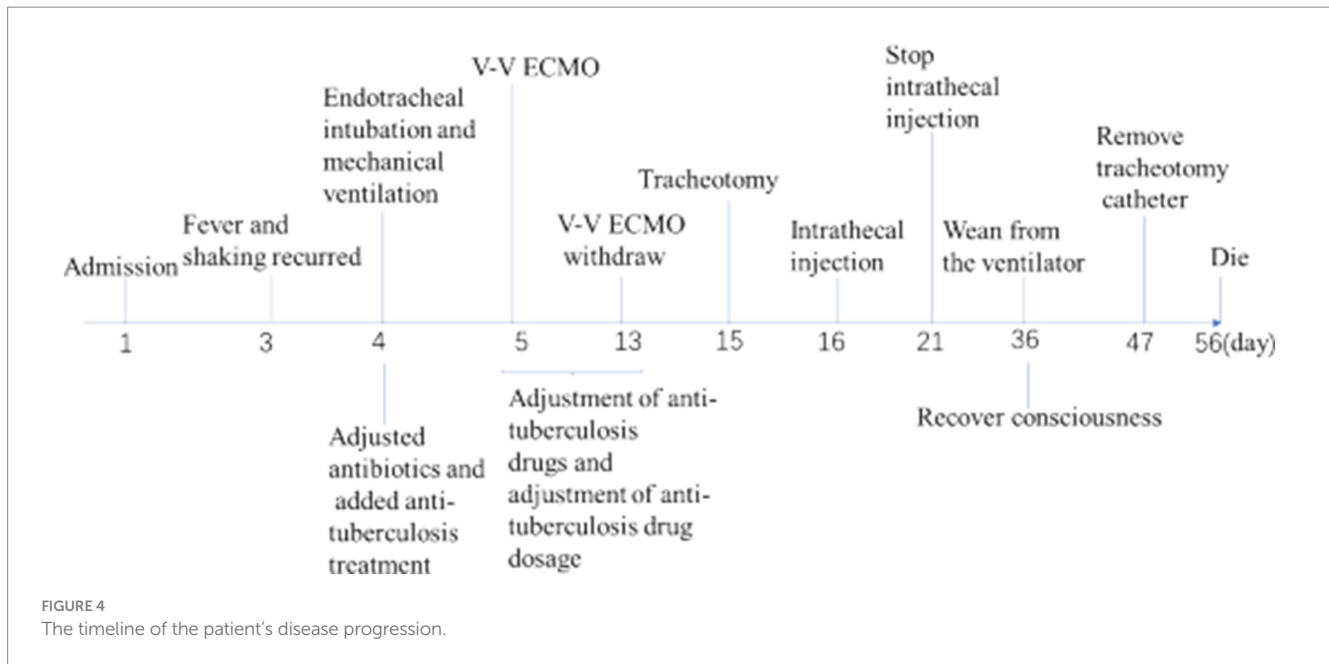 V-V ECMO
Endotracheal
intubation and
mechanical
ventilation
Stop
intrathecal
injection
Remove
tracheotomy
catheter
Tracheotomy
Admission
Fever and
shaking recurred
V-V ECMO
withdraw
Intrathecal
injection
Wean from
the ventilator
Die
1 3 4 5 13 15 16 21 36 47 56(day)
Adjusted
antibiotics and
added anti-
tuberculosis
treatment
Adjustment of anti-
tuberculosis
drugs and
adjustment of anti-
tuberculosis drug
dosage
Recover consciousness
FIGURE 4
The timeline of the patient's disease progression.